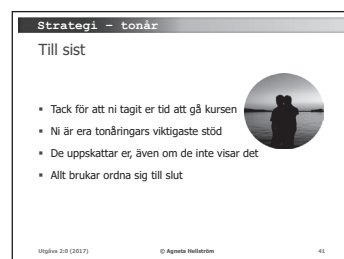 Strategi – tonår
Till sist
▪ Tack för att ni tagit er tid att gå kursen
▪ Ni är era tonåringars viktigaste stöd
▪ De uppskattar er, även om de inte visar det
▪ Allt brukar ordna sig till slut
Utgåva 2:0 (2017) © Agneta Hellström 41